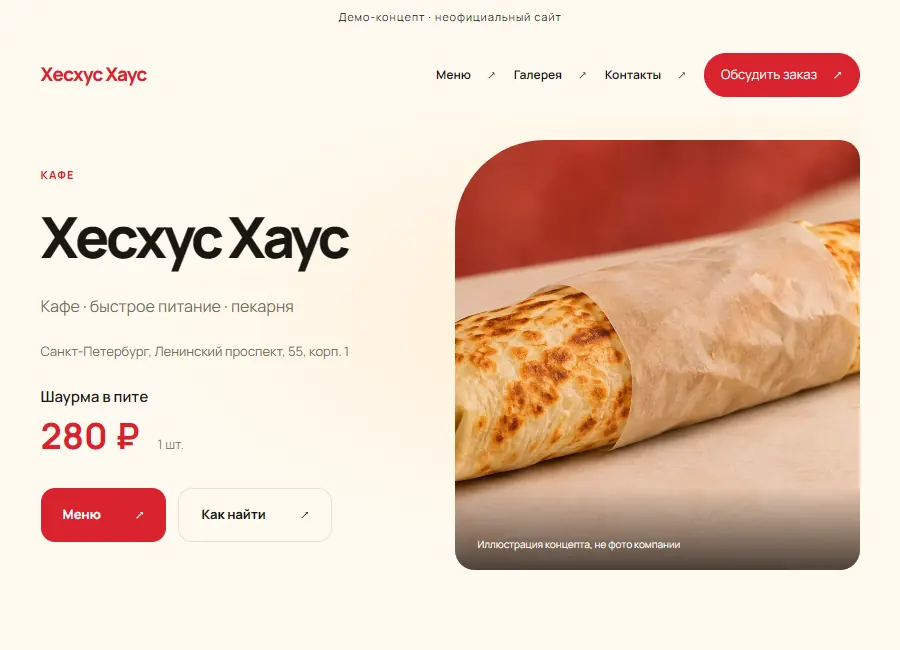 Демо-концепт · неофициальный сайт
Хесхус Хаус
Меню ↗ Галерея ↗ Контакты ↗ Обсудить заказ ↗
КАФЕ
Хесхус Хаус
Кафе · быстрое питание · пекарня
Санкт-Петербург, Ленинский проспект, 55, корп. 1
Шаурма в пите
280 ₽ 1 шт.
Меню ↗ Как найти ↗
Иллюстрация концепта, не фото компании